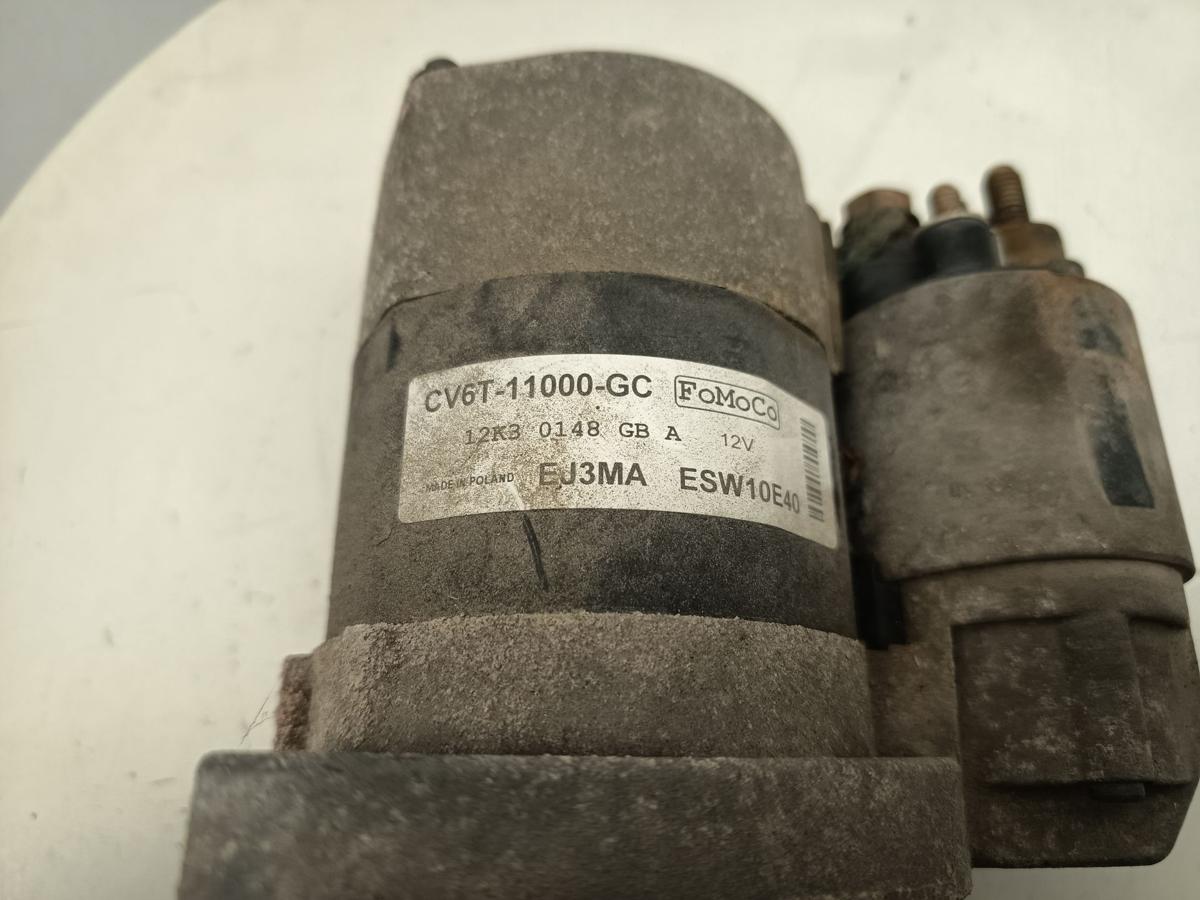 CV6T-11000-GC FoMoCo
12K3 0148 GB A 12V
MADE IN POLAND EJ3MA ESW10E40